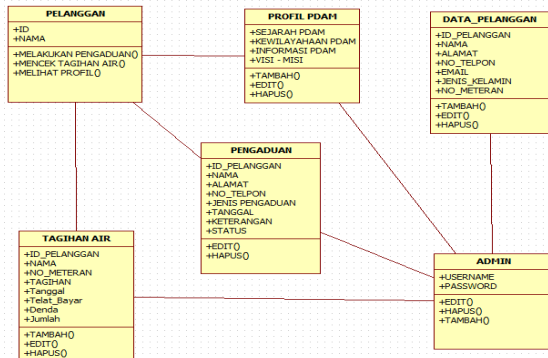 PELANGGAN
+ID
+NAMA
+MELAKUKAN PENGADUAN()
+MENCEK TAGIHAN AIR()
+MELIHAT PROFIL()
PROFIL PDAM
+SEJARAH PDAM
+KEWILAYAHAAN PDAM
+INFORMASI PDAM
+VISI - MISI
+TAMBAH()
+EDIT()
+HAPUS()
DATA_PELANGGAN
+ID_PELANGGAN
+NAMA
+ALAMAT
+NO_TELPON
+EMAIL
+JENIS_KELAMIN
+NO_METERAN
+TAMBAH()
+EDIT()
+HAPUS()
PENGADUAN
+ID_PELANGGAN
+NAMA
+ALAMAT
+NO_TELPON
+JENIS PENGADUAN
+TANGGAL
+KETERANGAN
+STATUS
+EDIT()
+HAPUS()
TAGIHAN AIR
+ID_PELANGGAN
+NAMA
+NO_METERAN
+TAGIHAN
+Tanggal
+Telat_Bayar
+Denda
+Jumlah
+TAMBAH()
+EDIT()
+HAPUS()
ADMIN
+USERNAME
+PASSWORD
+EDIT()
+HAPUS()
+TAMBAH()